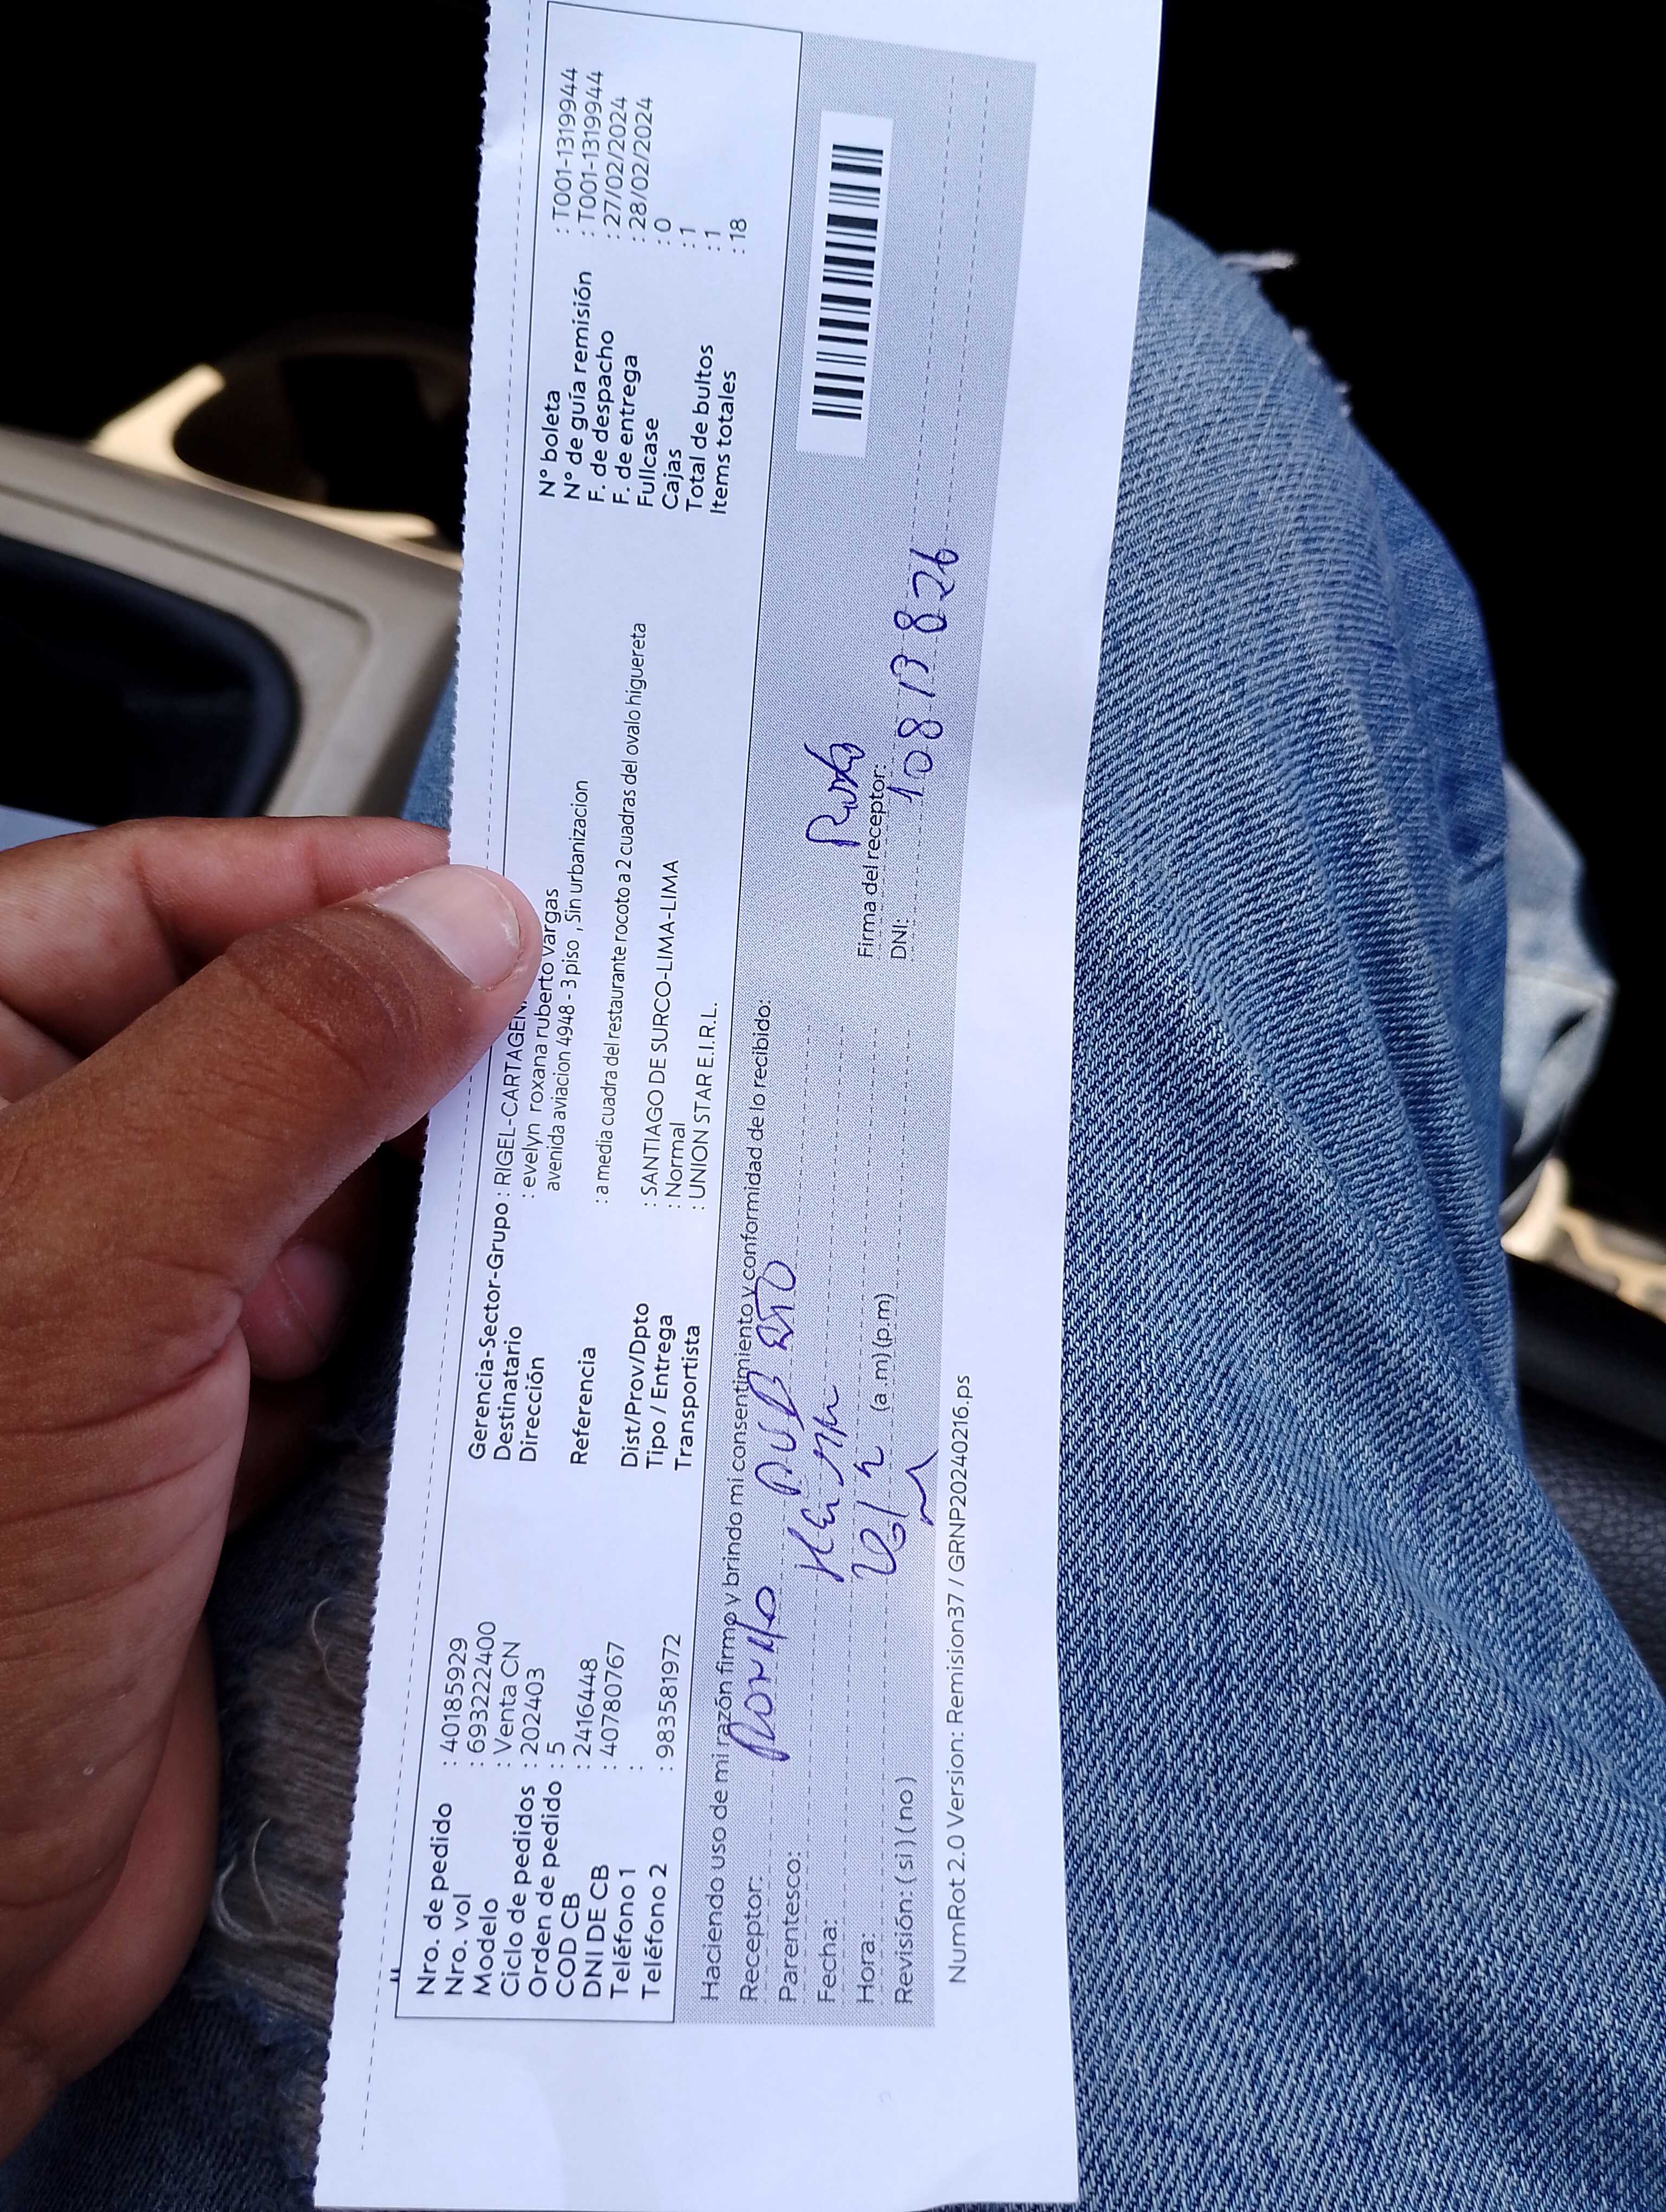 Nro. de pedido : 40185929
Nro. vol : 6932222400
Modelo : Venta CN
Ciclo de pedidos : 202403
Orden de pedido : 5
COD CB : 2416448
DNI DE CB : 40780767
Teléfono 1 :
Teléfono 2 : 983581972
Gerencia-Sector-Grupo : RIGEL-CARTAGEN
Destinatario : evelyn roxana ruberto vargas
Dirección avenida aviacion 4948 - 3 piso , Sin urbanizacion
Referencia : a media cuadra del restaurante rocoto a 2 cuadras del ovalo higuereta
Dist/Prov/Dpto : SANTIAGO DE SURCO-LIMA-LIMA
Tipo / Entrega : Normal
Transportista : UNION STAR E.I.R.L.
N° boleta : T001-1319944
N° de guía remisión : T001-1319944
F. de despacho : 27/02/2024
F. de entrega : 28/02/2024
Fullcase : 0
Cajas : 1
Total de bultos : 1
Items totales : 18
Haciendo uso de mi razón firmo y brindo mi consentimiento y conformidad de lo recibido:
Receptor:
Parentesco:
Fecha:
Hora: (a .m) (p.m)
Revisión: ( si ) ( no )
Firma del receptor:
DNI: 10813826
NumRot 2.0 Version: Remision37 / GRNP20240216.ps